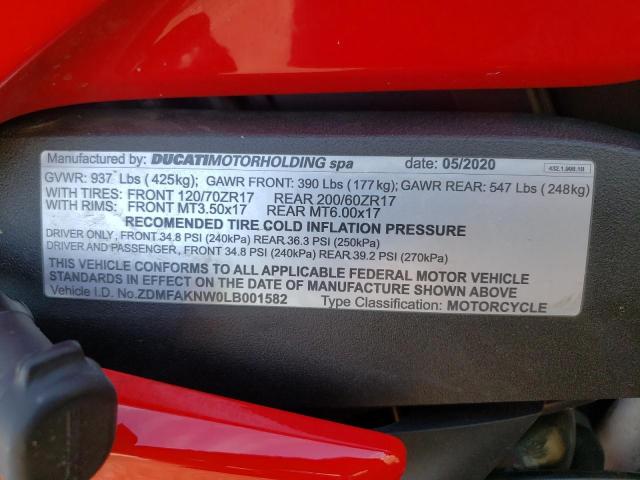 Manufactured by: DUCATIMOTORHOLDING spa date: 05/2020 432.1.998.1B
GVWR: 937 Lbs (425kg); GAWR FRONT: 390 Lbs (177kg); GAWR REAR: 547 Lbs (248kg)
WITH TIRES: FRONT 120/70ZR17 REAR 200/60ZR17
WITH RIMS: FRONT MT3.50x17 REAR MT6.00x17
RECOMENDED TIRE COLD INFLATION PRESSURE
DRIVER ONLY, FRONT 34.8 PSI (240kPa) REAR 36.3 PSI (250kPa)
DRIVER AND PASSENGER, FRONT 34.8 PSI (240kPa) REAR 39.2 PSI (270kPa)
THIS VEHICLE CONFORMS TO ALL APPLICABLE FEDERAL MOTOR VEHICLE
STANDARDS IN EFFECT ON THE DATE OF MANUFACTURE SHOWN ABOVE
Vehicle I.D. No.ZDMFAKNW0LB001582 Type Classification: MOTORCYCLE